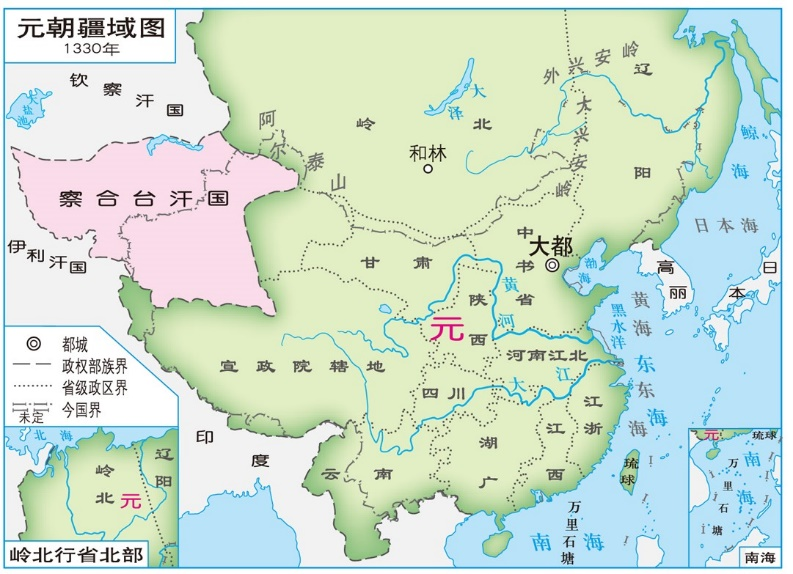 元朝疆域图
1330年
钦察汗国
大盐池
阿尔泰山
岭北
大泽
和林
外兴安岭
大兴安岭
辽阳
鲸海
日本海
察合台汗国
伊利汗国
甘肃
中书省
大都
渤海
高丽
日本
黄河
陕西
元
黑水洋
黄海
东海
东海
宣政院辖地
河南江北
四川
大江
江浙
湖广
江西
云南
印度
琉球
万里石塘
南海
都城
政权部族界
省级政区界
未定
今国界
北海
岭北
辽阳
元
岭北行省北部
元
琉球
万里石塘
南海
南海